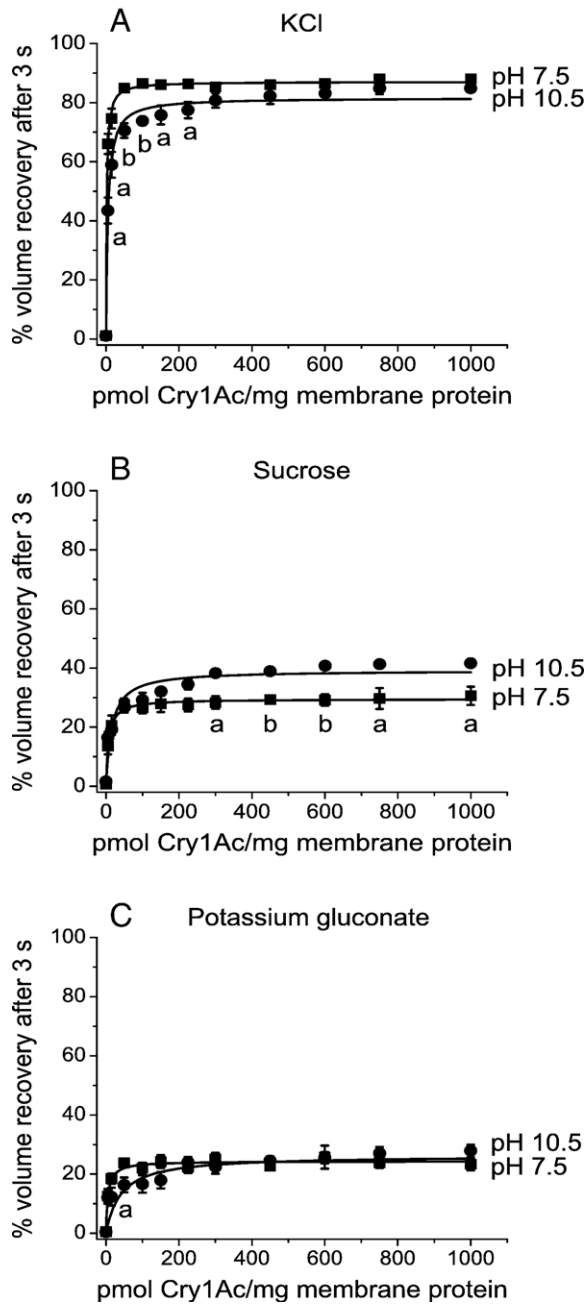 A KCl
% volume recovery after 3 s
100
80
60
40
20
0
pH 7.5
pH 10.5
a
a
b
b
a
a
0 200 400 600 800 1000
pmol Cry1Ac/mg membrane protein
B Sucrose
% volume recovery after 3 s
100
80
60
40
20
0
pH 10.5
pH 7.5
a b b a a
0 200 400 600 800 1000
pmol Cry1Ac/mg membrane protein
C Potassium gluconate
% volume recovery after 3 s
100
80
60
40
20
0
pH 10.5
pH 7.5
a
0 200 400 600 800 1000
pmol Cry1Ac/mg membrane protein